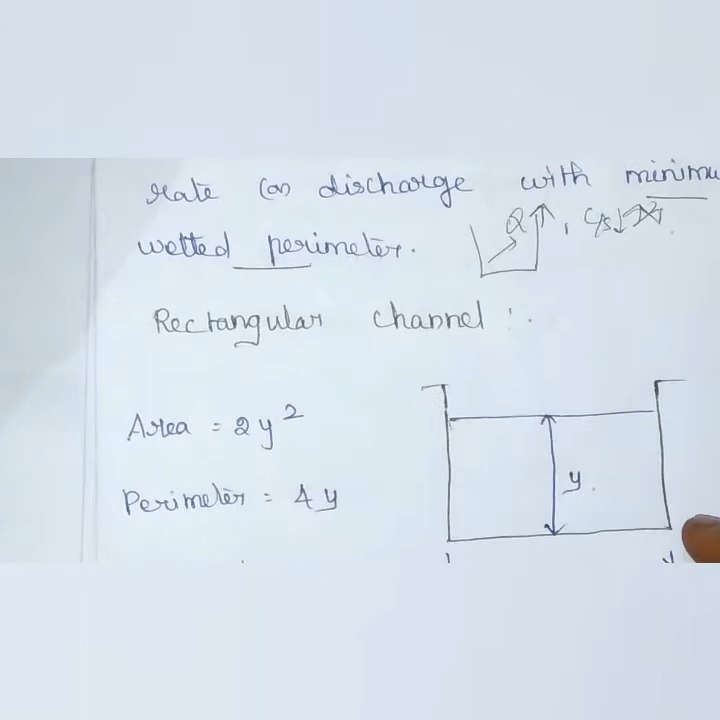 rate (or) discharge with minimu
wetted perimeter.
Q↑,
Rectangular channel :.
Area = 2y²
y.
Perimeter = 4y